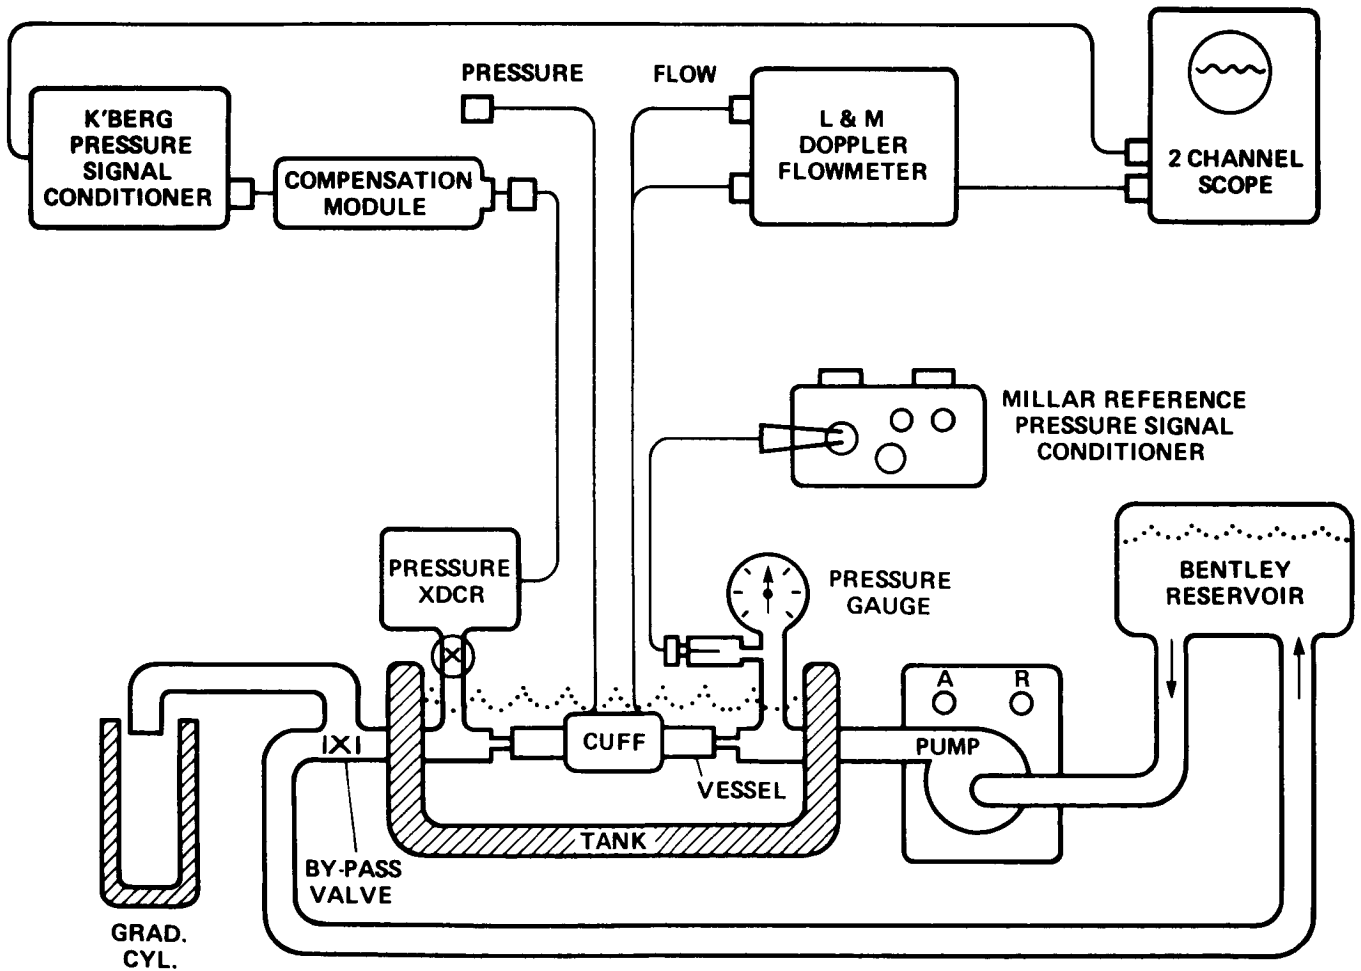 PRESSURE
FLOW
K'BERG
PRESSURE
SIGNAL
CONDITIONER
COMPENSATION
MODULE
L & M
DOPPLER
FLOWMETER
2 CHANNEL
SCOPE
MILLAR REFERENCE
PRESSURE SIGNAL
CONDITIONER
PRESSURE
XDCR
PRESSURE
GAUGE
BENTLEY
RESERVOIR
A
R
PUMP
CUFF
VESSEL
TANK
BY-PASS
VALVE
GRAD.
CYL.